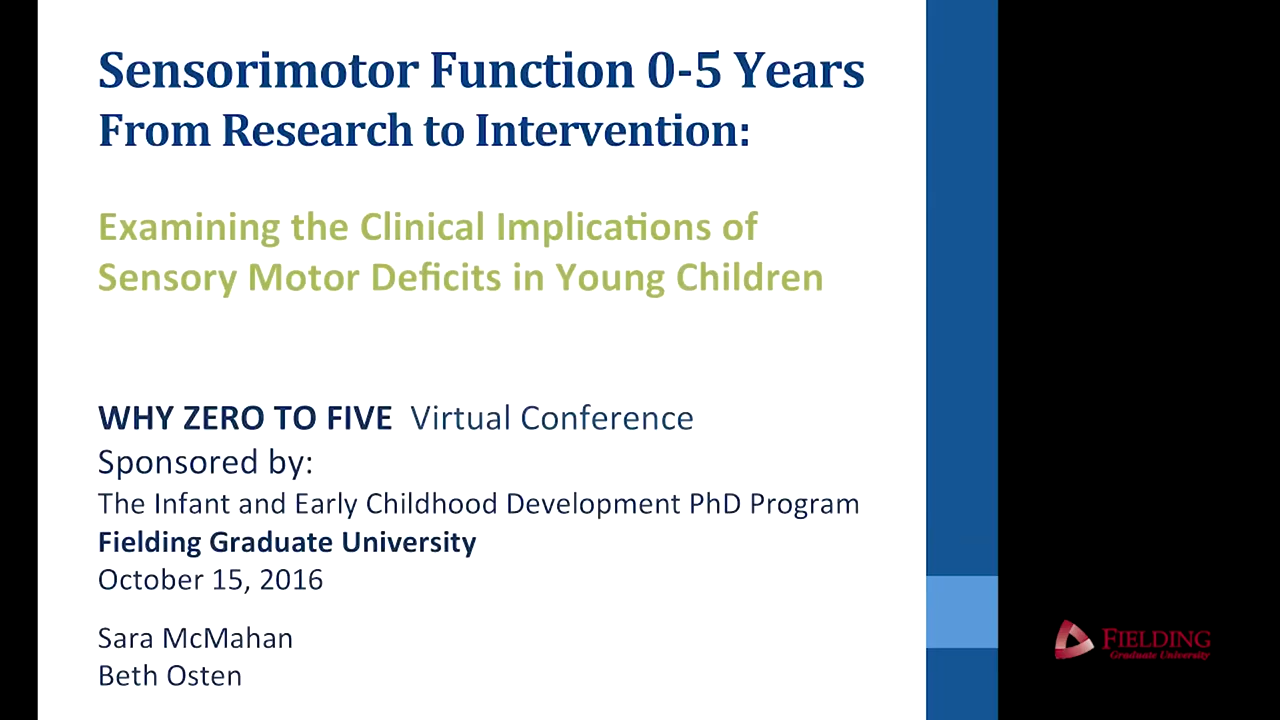 Sensorimotor Function 0-5 Years
From Research to Intervention:
Examining the Clinical Implications of
Sensory Motor Deficits in Young Children
WHY ZERO TO FIVE Virtual Conference
Sponsored by:
The Infant and Early Childhood Development PhD Program
Fielding Graduate University
October 15, 2016
Sara McMahan
Beth Osten
FIELDING
Graduate University